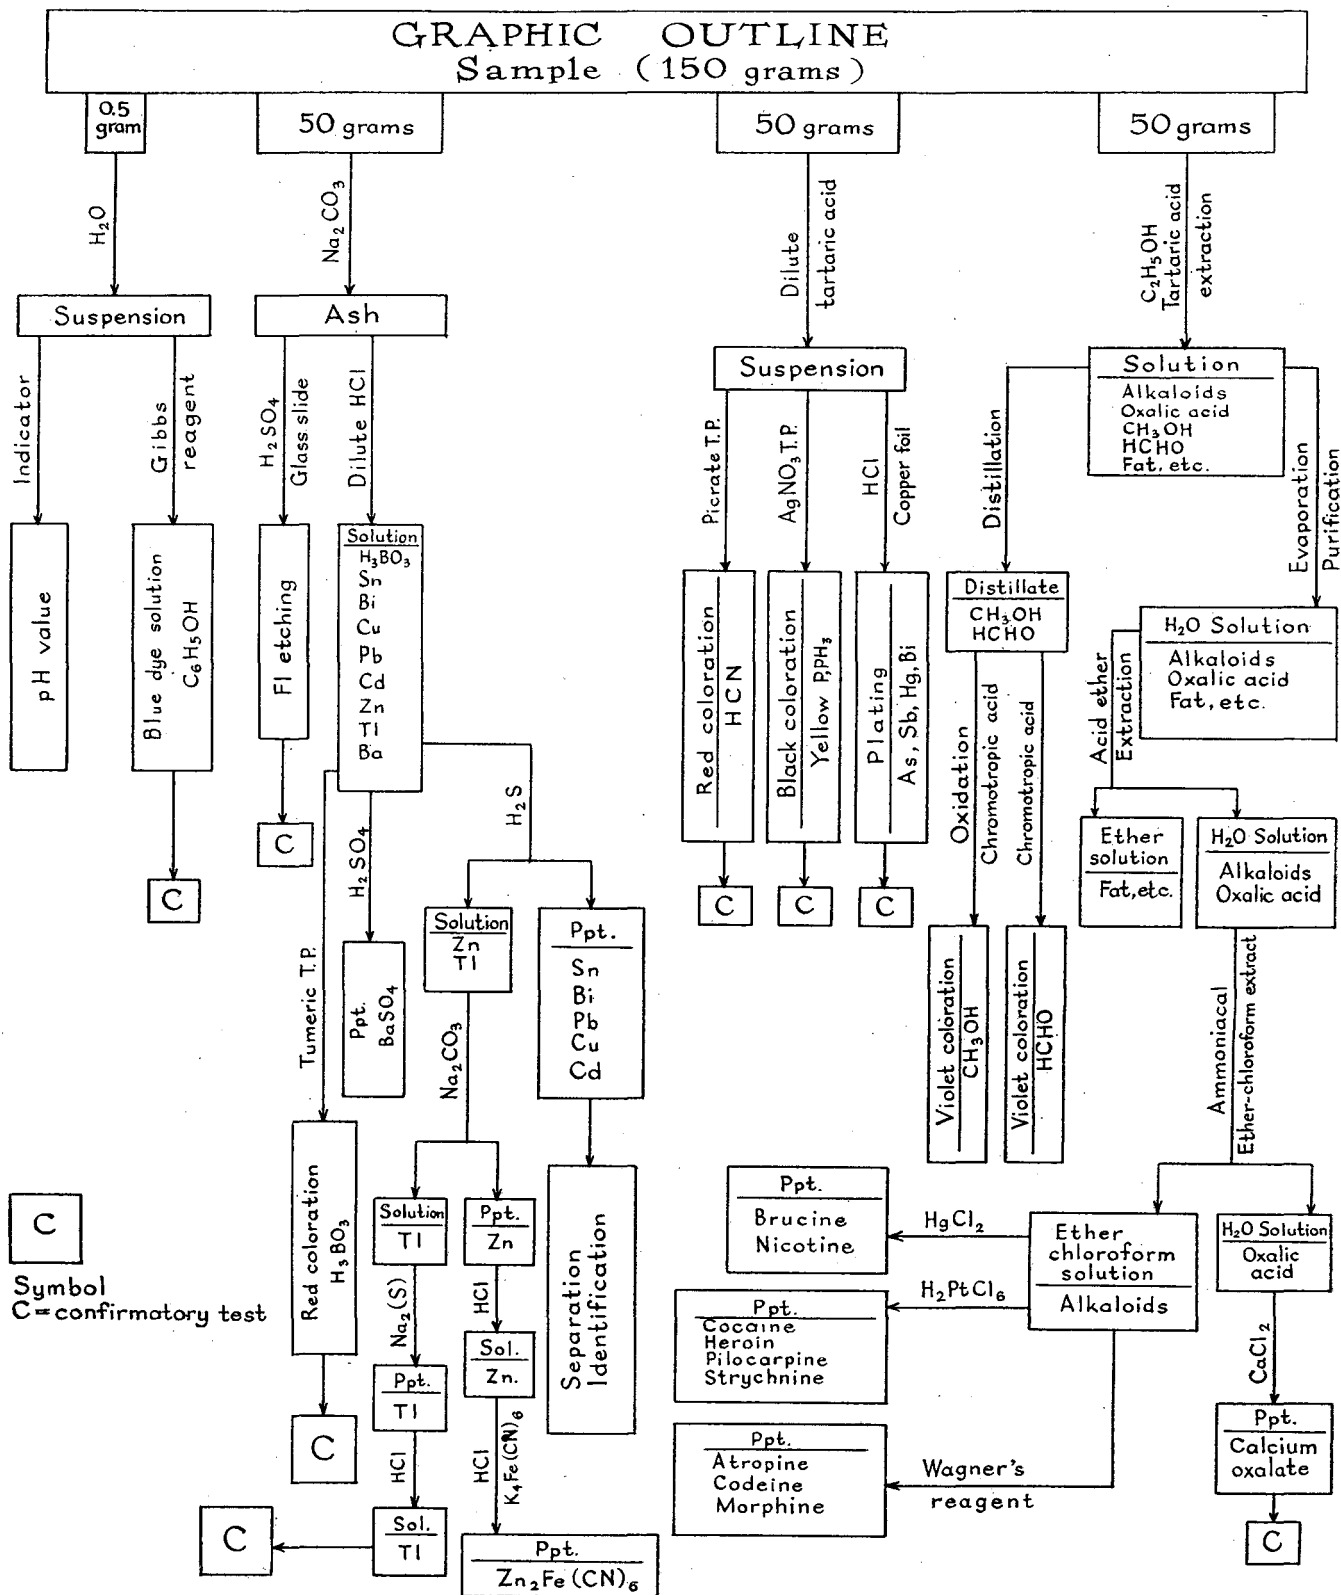 GRAPHIC OUTLINE
Sample (150 grams)
0.5
gram
50 grams
50 grams
50 grams
H₂O
Na₂CO₃
Dilute
tartaric acid
C₂H₅OH
Tartaric acid
extraction
Suspension
Ash
Suspension
Solution
Alkaloids
Oxalic acid
CH₃OH
HCHO
Fat, etc.
Indicator
Gibbs
reagent
H₂SO₄
Glass slide
Dilute HCl
Picrate T.P.
AgNO₃ T.P.
HCl
Copper foil
Distillation
Evaporation
Purification
pH value
Blue dye solution
C₆H₅OH
Fl etching
Solution
H₃BO₃
Sn
Bi
Cu
Pb
Cd
Zn
Tl
Ba
Red coloration
HCN
Black coloration
Yellow P, PH₃
Plating
As, Sb, Hg, Bi
Distillate
CH₃OH
HCHO
H₂O Solution
Alkaloids
Oxalic acid
Fat, etc.
Acid ether
Extraction
Oxidation
Chromotropic acid
Chromotropic acid
C
C
C
C
C
Tumeric T.P.
H₂SO₄
H₂S
Ether
solution
Fat, etc.
H₂O Solution
Alkaloids
Oxalic acid
Solution
Zn
Tl
Ppt.
Sn
Bi
Pb
Cu
Cd
Ppt.
BaSO₄
Na₂CO₃
Violet coloration
CH₃OH
Violet coloration
HCHO
Ammoniacal
Ether-chloroform extract
Red coloration
H₃BO₃
Solution
Tl
Ppt.
Zn
Separation
Identification
Ppt.
Brucine
Nicotine
HgCl₂
Ether
chloroform
solution
Alkaloids
H₂O Solution
Oxalic
acid
C
Symbol
C=confirmatory test
Na₂(S)
HCl
H₂PtCl₆
Ppt.
Cocaine
Heroin
Pilocarpine
Strychnine
CaCl₂
Ppt.
Tl
Sol.
Zn.
C
HCl
HCl
K₄Fe(CN)₆
Ppt.
Atropine
Codeine
Morphine
Wagner's
reagent
Ppt.
Calcium
oxalate
C
Sol.
Tl
Ppt.
Zn₂Fe(CN)₆
C